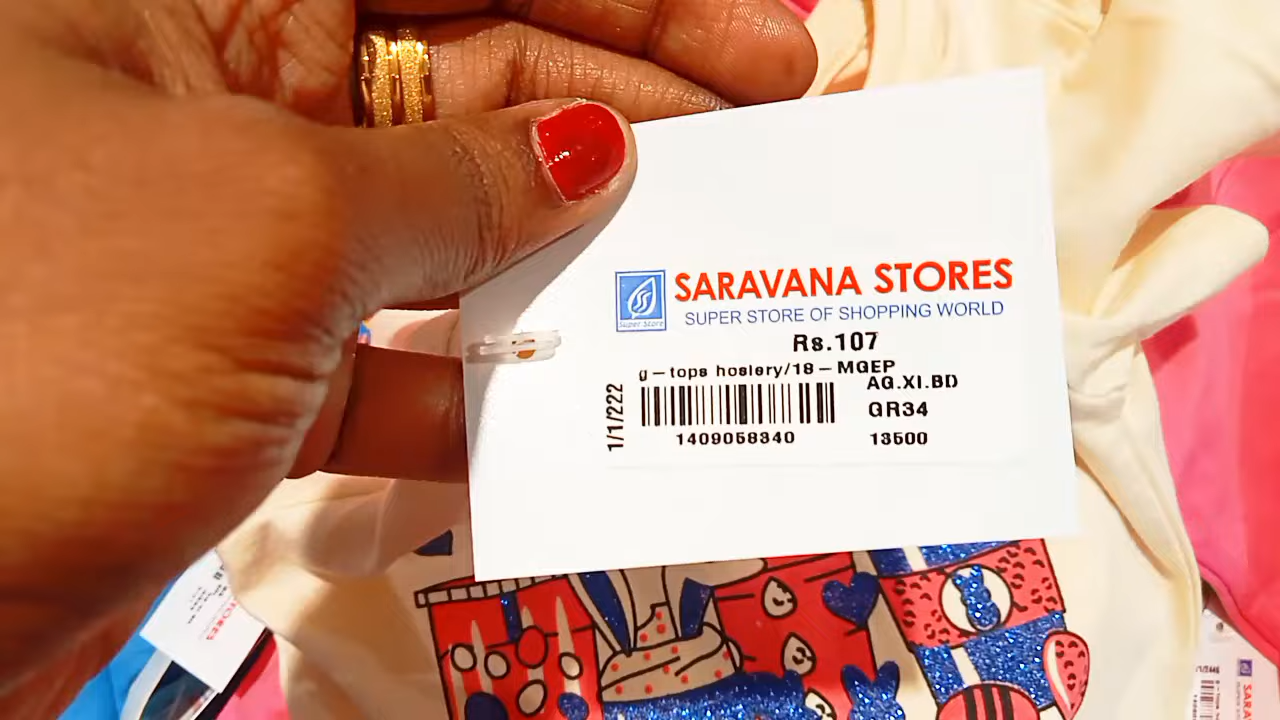 SARAVANA STORES
Super Store
SUPER STORE OF SHOPPING WORLD
Rs.107
g-tops hoslery/18-MGEP
AG.XI.BD
1/1/222
GR34
1409058340
13500